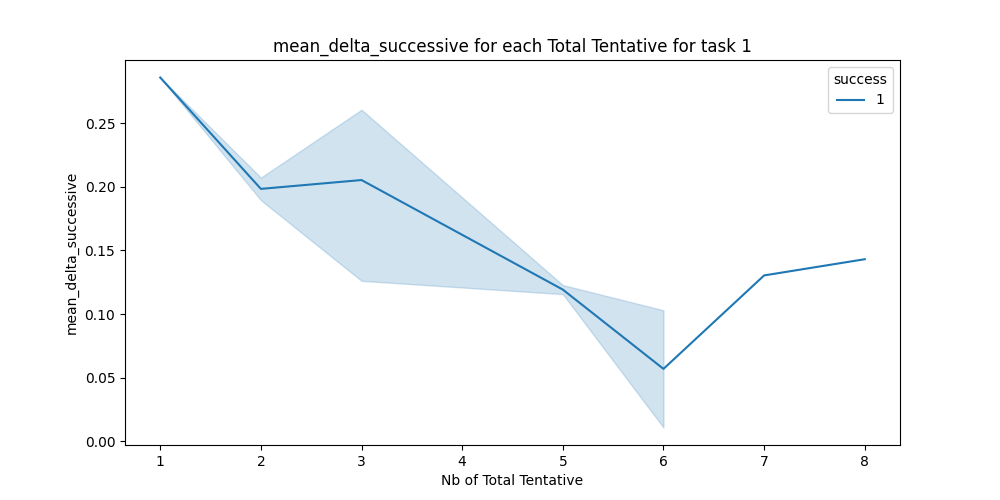 mean_delta_successive for each Total Tentative for task 1
success
1
mean_delta_successive
0.25
0.20
0.15
0.10
0.05
0.00
1 2 3 4 5 6 7 8
Nb of Total Tentative